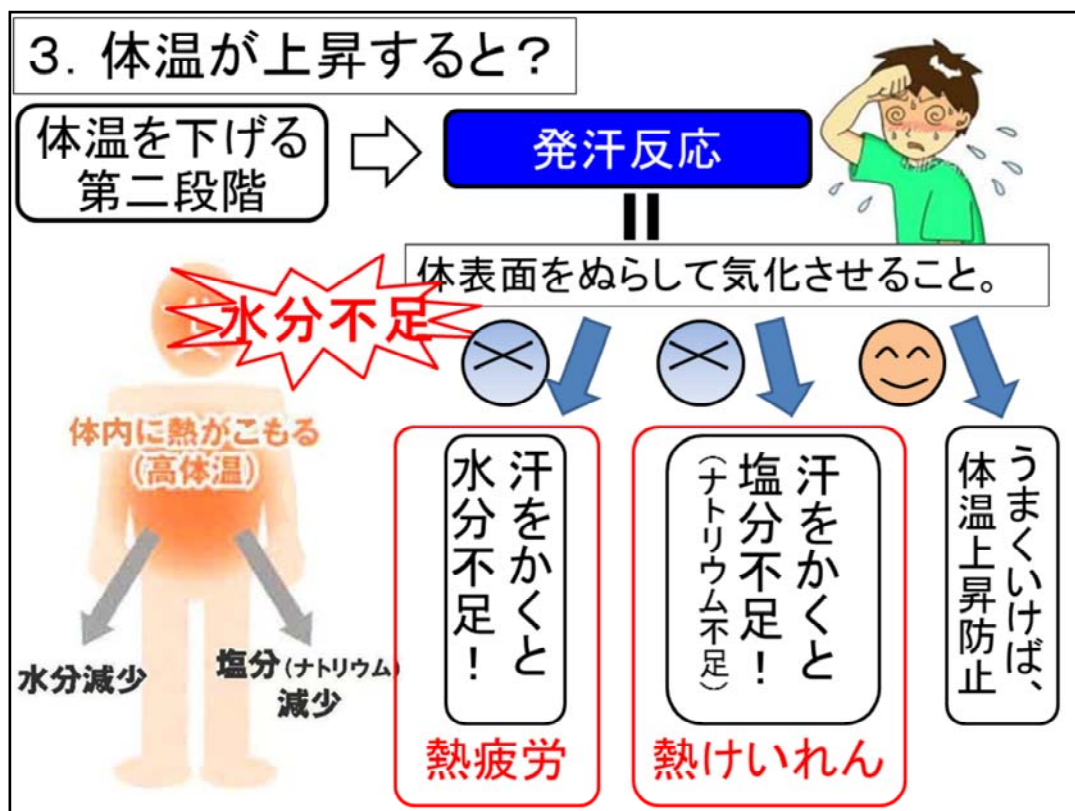 ３．体温が上昇すると？
体温を下げる
第二段階
発汗反応
体表面をぬらして気化させること。
水分不足
体内に熱がこもる
（高体温）
水分減少
塩分（ナトリウム）
減少
汗をかくと
水分不足！
熱疲労
汗をかくと
塩分不足！
（ナトリウム不足）
熱けいれん
うまくいけば、
体温上昇防止